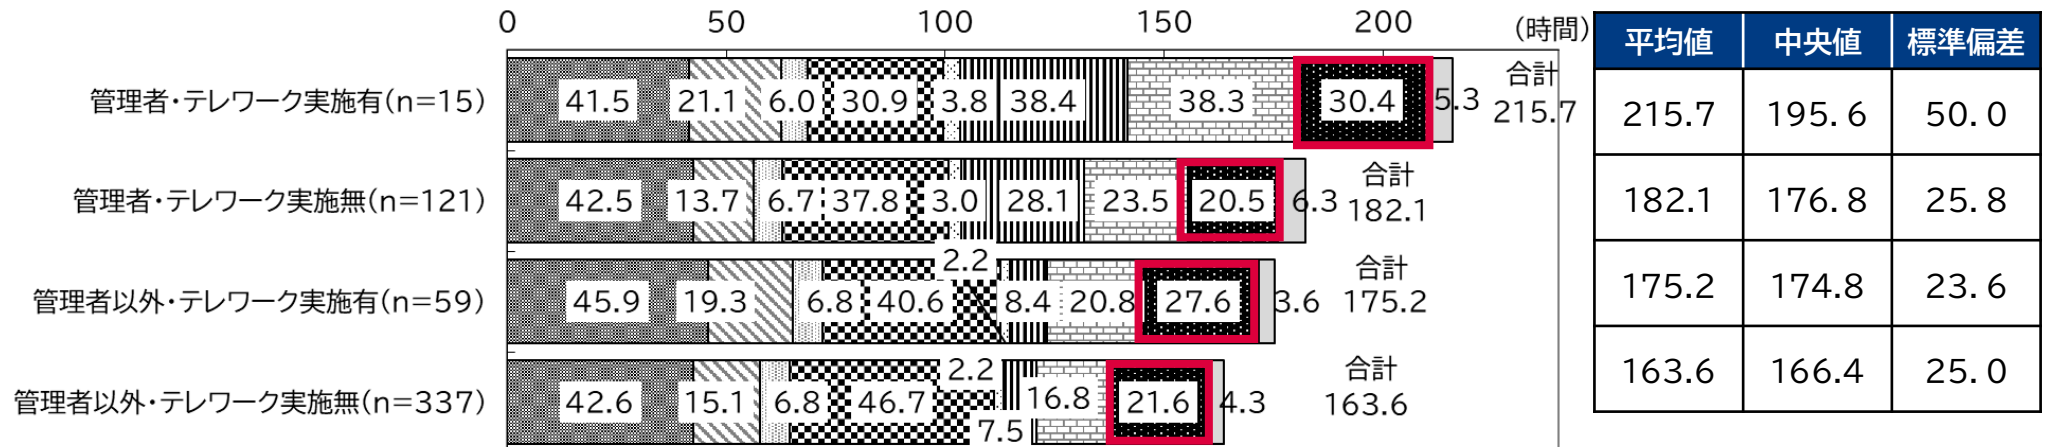 0 50 100 150 200 (時間)
平均値 中央値 標準偏差
管理者・テレワーク実施有(n=15) 41.5 21.1 6.0 30.9 3.8 38.4 38.3 30.4 5.3 合計 215.7
215.7 195.6 50.0
管理者・テレワーク実施無(n=121) 42.5 13.7 6.7 37.8 3.0 28.1 23.5 20.5 6.3 合計 182.1
182.1 176.8 25.8
管理者以外・テレワーク実施有(n=59) 45.9 19.3 6.8 40.6 2.2 8.4 20.8 27.6 3.6 合計 175.2
175.2 174.8 23.6
管理者以外・テレワーク実施無(n=337) 42.6 15.1 6.8 46.7 2.2 7.5 16.8 21.6 4.3 合計 163.6
163.6 166.4 25.0